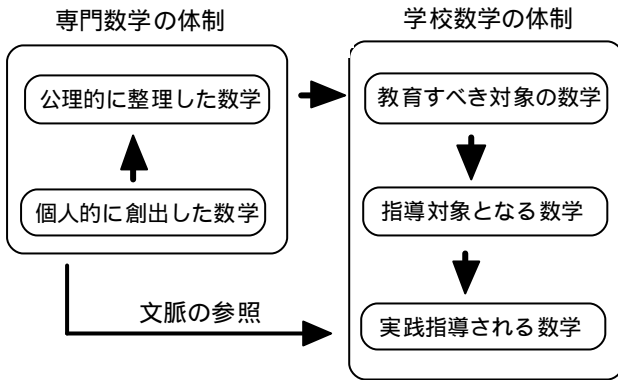 専門数学の体制
公理的に整理した数学
個人的に創出した数学
文脈の参照
学校数学の体制
教育すべき対象の数学
指導対象となる数学
実践指導される数学